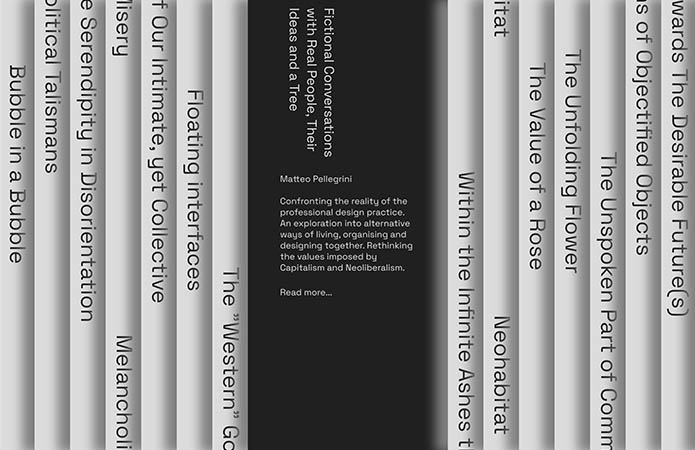 Bubble in a Bubble
olitical Talismans
e Serendipity in Disorientation
Misery
Melancholi
f Our Intimate, yet Collective
Floating interfaces
The "Western" Go
Fictional Conversations
with Real People, Their
Ideas and a Tree
Matteo Pellegrini
Confronting the reality of the
professional design practice.
An exploration into alternative
ways of living, organising and
designing together. Rethinking
the values imposed by
Capitalism and Neoliberalism.
Read more...
Within the Infinite Ashes t
itat
Neohabitat
The Value of a Rose
The Unfolding Flower
The Unspoken Part of Comm
s of Objectified Objects
wards The Desirable Future(s)